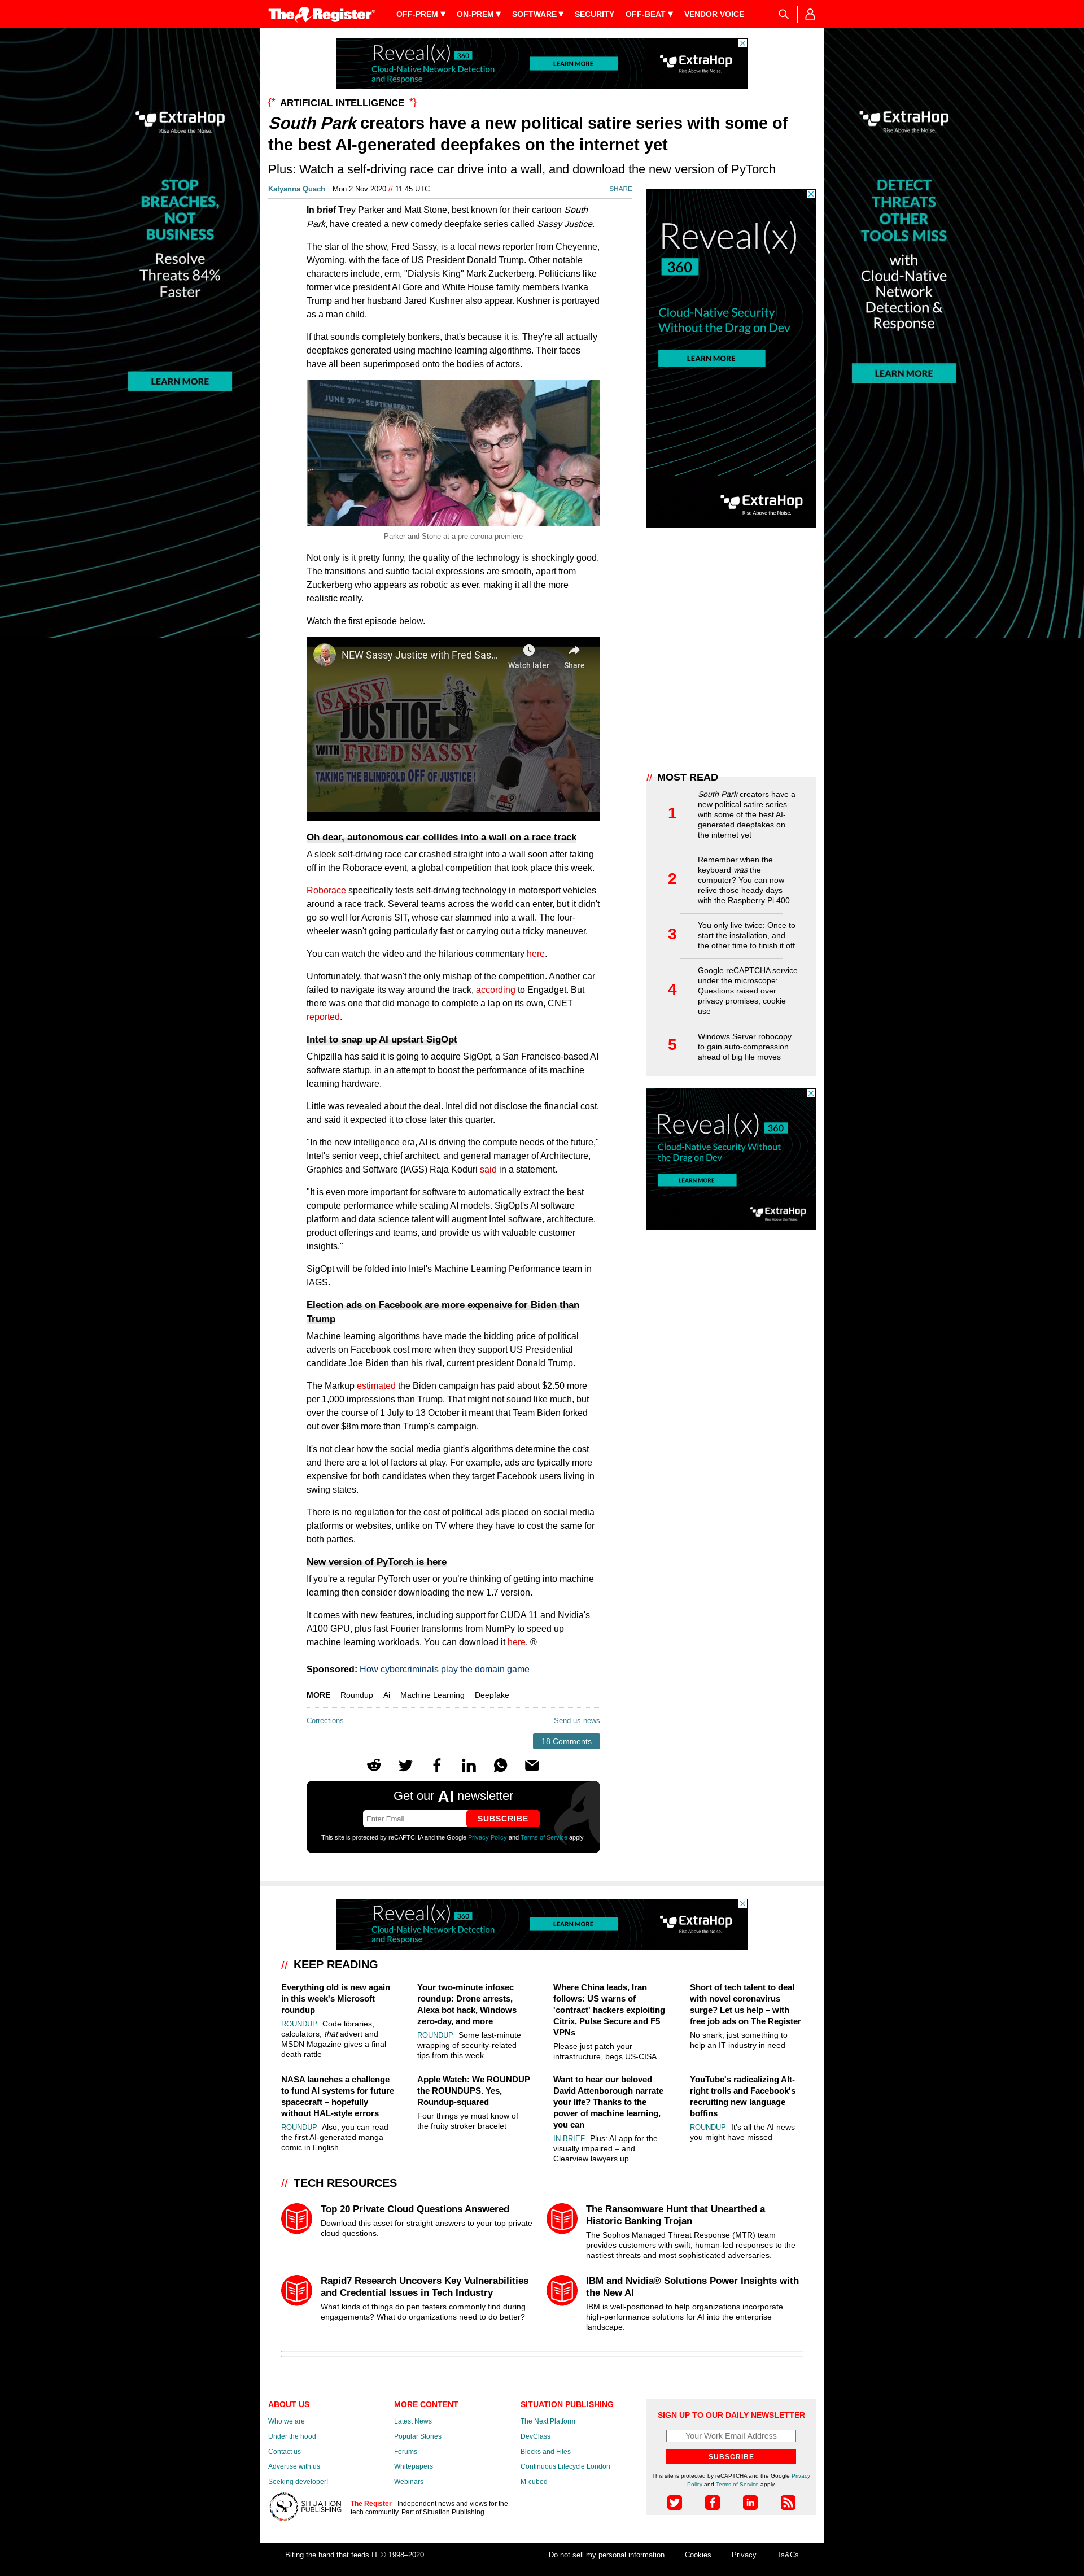 The Register®
OFF-PREM ▼ ON-PREM ▼ SOFTWARE ▼ SECURITY OFF-BEAT ▼ VENDOR VOICE
Reveal(x) 360
Cloud-Native Network Detection
and Response
LEARN MORE
ExtraHop
Rise Above the Noise.
ExtraHop
Rise Above the Noise.
STOP
BREACHES,
NOT
BUSINESS
Resolve
Threats 84%
Faster
LEARN MORE
ExtraHop
Rise Above the Noise.
DETECT
THREATS
OTHER
TOOLS MISS
with
Cloud-Native
Network
Detection &
Response
LEARN MORE
{* ARTIFICIAL INTELLIGENCE *}
South Park creators have a new political satire series with some of
the best AI-generated deepfakes on the internet yet
Plus: Watch a self-driving race car drive into a wall, and download the new version of PyTorch
Katyanna Quach Mon 2 Nov 2020 // 11:45 UTC
SHARE
In brief Trey Parker and Matt Stone, best known for their cartoon South
Park, have created a new comedy deepfake series called Sassy Justice.
The star of the show, Fred Sassy, is a local news reporter from Cheyenne,
Wyoming, with the face of US President Donald Trump. Other notable
characters include, erm, "Dialysis King" Mark Zuckerberg. Politicians like
former vice president Al Gore and White House family members Ivanka
Trump and her husband Jared Kushner also appear. Kushner is portrayed
as a man child.
If that sounds completely bonkers, that's because it is. They're all actually
deepfakes generated using machine learning algorithms. Their faces
have all been superimposed onto the bodies of actors.
Parker and Stone at a pre-corona premiere
Not only is it pretty funny, the quality of the technology is shockingly good.
The transitions and subtle facial expressions are smooth, apart from
Zuckerberg who appears as robotic as ever, making it all the more
realistic really.
Watch the first episode below.
NEW Sassy Justice with Fred Sas...
Watch later
Share
SASSY
JUSTICE
WITH FRED SASSY
TAKING THE BLINDFOLD OFF OF JUSTICE!
Oh dear, autonomous car collides into a wall on a race track
A sleek self-driving race car crashed straight into a wall soon after taking
off in the Roborace event, a global competition that took place this week.
Roborace specifically tests self-driving technology in motorsport vehicles
around a race track. Several teams across the world can enter, but it didn't
go so well for Acronis SIT, whose car slammed into a wall. The four-
wheeler wasn't going particularly fast or carrying out a tricky maneuver.
You can watch the video and the hilarious commentary here.
Unfortunately, that wasn't the only mishap of the competition. Another car
failed to navigate its way around the track, according to Engadget. But
there was one that did manage to complete a lap on its own, CNET
reported.
Intel to snap up AI upstart SigOpt
Chipzilla has said it is going to acquire SigOpt, a San Francisco-based AI
software startup, in an attempt to boost the performance of its machine
learning hardware.
Little was revealed about the deal. Intel did not disclose the financial cost,
and said it expected it to close later this quarter.
"In the new intelligence era, AI is driving the compute needs of the future,"
Intel's senior veep, chief architect, and general manager of Architecture,
Graphics and Software (IAGS) Raja Koduri said in a statement.
"It is even more important for software to automatically extract the best
compute performance while scaling AI models. SigOpt's AI software
platform and data science talent will augment Intel software, architecture,
product offerings and teams, and provide us with valuable customer
insights."
SigOpt will be folded into Intel's Machine Learning Performance team in
IAGS.
Election ads on Facebook are more expensive for Biden than
Trump
Machine learning algorithms have made the bidding price of political
adverts on Facebook cost more when they support US Presidential
candidate Joe Biden than his rival, current president Donald Trump.
The Markup estimated the Biden campaign has paid about $2.50 more
per 1,000 impressions than Trump. That might not sound like much, but
over the course of 1 July to 13 October it meant that Team Biden forked
out over $8m more than Trump's campaign.
It's not clear how the social media giant's algorithms determine the cost
and there are a lot of factors at play. For example, ads are typically more
expensive for both candidates when they target Facebook users living in
swing states.
There is no regulation for the cost of political ads placed on social media
platforms or websites, unlike on TV where they have to cost the same for
both parties.
New version of PyTorch is here
If you're a regular PyTorch user or you're thinking of getting into machine
learning then consider downloading the new 1.7 version.
It comes with new features, including support for CUDA 11 and Nvidia's
A100 GPU, plus fast Fourier transforms from NumPy to speed up
machine learning workloads. You can download it here. ®
Sponsored: How cybercriminals play the domain game
MORE Roundup Ai Machine Learning Deepfake
Corrections
Send us news
18 Comments
Get our AI newsletter
Enter Email
SUBSCRIBE
This site is protected by reCAPTCHA and the Google Privacy Policy and Terms of Service apply.
Reveal(x)
360
Cloud-Native Security
Without the Drag on Dev
LEARN MORE
ExtraHop
Rise Above the Noise.
// MOST READ
1
South Park creators have a
new political satire series
with some of the best AI-
generated deepfakes on
the internet yet
2
Remember when the
keyboard was the
computer? You can now
relive those heady days
with the Raspberry Pi 400
3
You only live twice: Once to
start the installation, and
the other time to finish it off
4
Google reCAPTCHA service
under the microscope:
Questions raised over
privacy promises, cookie
use
5
Windows Server robocopy
to gain auto-compression
ahead of big file moves
Reveal(x) 360
Cloud-Native Security Without
the Drag on Dev
LEARN MORE
ExtraHop
Rise Above the Noise.
Reveal(x) 360
Cloud-Native Network Detection
and Response
LEARN MORE
ExtraHop
Rise Above the Noise.
// KEEP READING
Everything old is new again
in this week's Microsoft
roundup
ROUNDUP Code libraries,
calculators, that advert and
MSDN Magazine gives a final
death rattle
Your two-minute infosec
roundup: Drone arrests,
Alexa bot hack, Windows
zero-day, and more
ROUNDUP Some last-minute
wrapping of security-related
tips from this week
Where China leads, Iran
follows: US warns of
'contract' hackers exploiting
Citrix, Pulse Secure and F5
VPNs
Please just patch your
infrastructure, begs US-CISA
Short of tech talent to deal
with novel coronavirus
surge? Let us help – with
free job ads on The Register
No snark, just something to
help an IT industry in need
NASA launches a challenge
to fund AI systems for future
spacecraft – hopefully
without HAL-style errors
ROUNDUP Also, you can read
the first AI-generated manga
comic in English
Apple Watch: We ROUNDUP
the ROUNDUPS. Yes,
Roundup-squared
Four things ye must know of
the fruity stroker bracelet
Want to hear our beloved
David Attenborough narrate
your life? Thanks to the
power of machine learning,
you can
IN BRIEF Plus: AI app for the
visually impaired – and
Clearview lawyers up
YouTube's radicalizing Alt-
right trolls and Facebook's
recruiting new language
boffins
ROUNDUP It's all the AI news
you might have missed
// TECH RESOURCES
Top 20 Private Cloud Questions Answered
Download this asset for straight answers to your top private
cloud questions.
The Ransomware Hunt that Unearthed a
Historic Banking Trojan
The Sophos Managed Threat Response (MTR) team
provides customers with swift, human-led responses to the
nastiest threats and most sophisticated adversaries.
Rapid7 Research Uncovers Key Vulnerabilities
and Credential Issues in Tech Industry
What kinds of things do pen testers commonly find during
engagements? What do organizations need to do better?
IBM and Nvidia® Solutions Power Insights with
the New AI
IBM is well-positioned to help organizations incorporate
high-performance solutions for AI into the enterprise
landscape.
ABOUT US
Who we are
Under the hood
Contact us
Advertise with us
Seeking developer!
MORE CONTENT
Latest News
Popular Stories
Forums
Whitepapers
Webinars
SITUATION PUBLISHING
The Next Platform
DevClass
Blocks and Files
Continuous Lifecycle London
M-cubed
SIGN UP TO OUR DAILY NEWSLETTER
Your Work Email Address
SUBSCRIBE
This site is protected by reCAPTCHA and the Google Privacy
Policy and Terms of Service apply.
SP SITUATION
PUBLISHING
The Register - Independent news and views for the
tech community. Part of Situation Publishing
Biting the hand that feeds IT © 1998–2020
Do not sell my personal information Cookies Privacy Ts&Cs